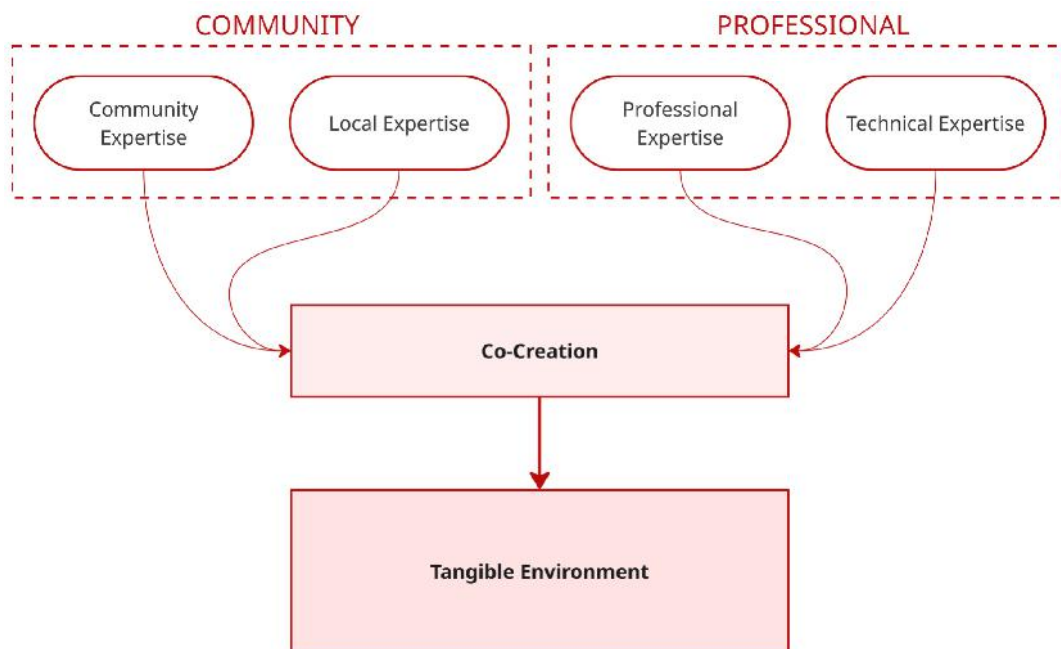 COMMUNITY
PROFESSIONAL
Community
Expertise
Local Expertise
Professional
Expertise
Technical Expertise
Co-Creation
Tangible Environment